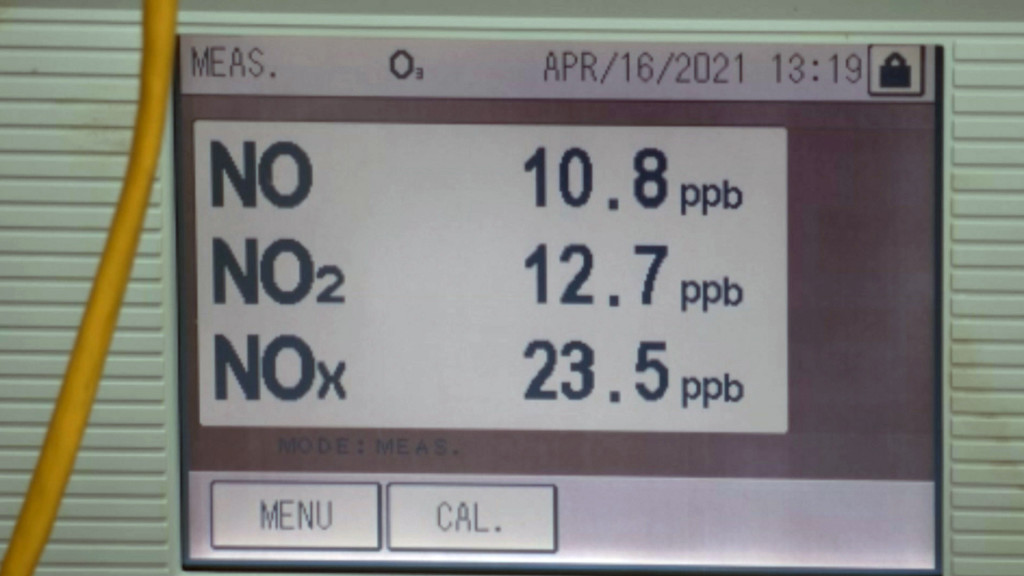 MEAS. O₃ APR/16/2021 13:19
NO 10.8 ppb
NO₂ 12.7 ppb
NOx 23.5 ppb
MODE: MEAS.
MENU CAL.